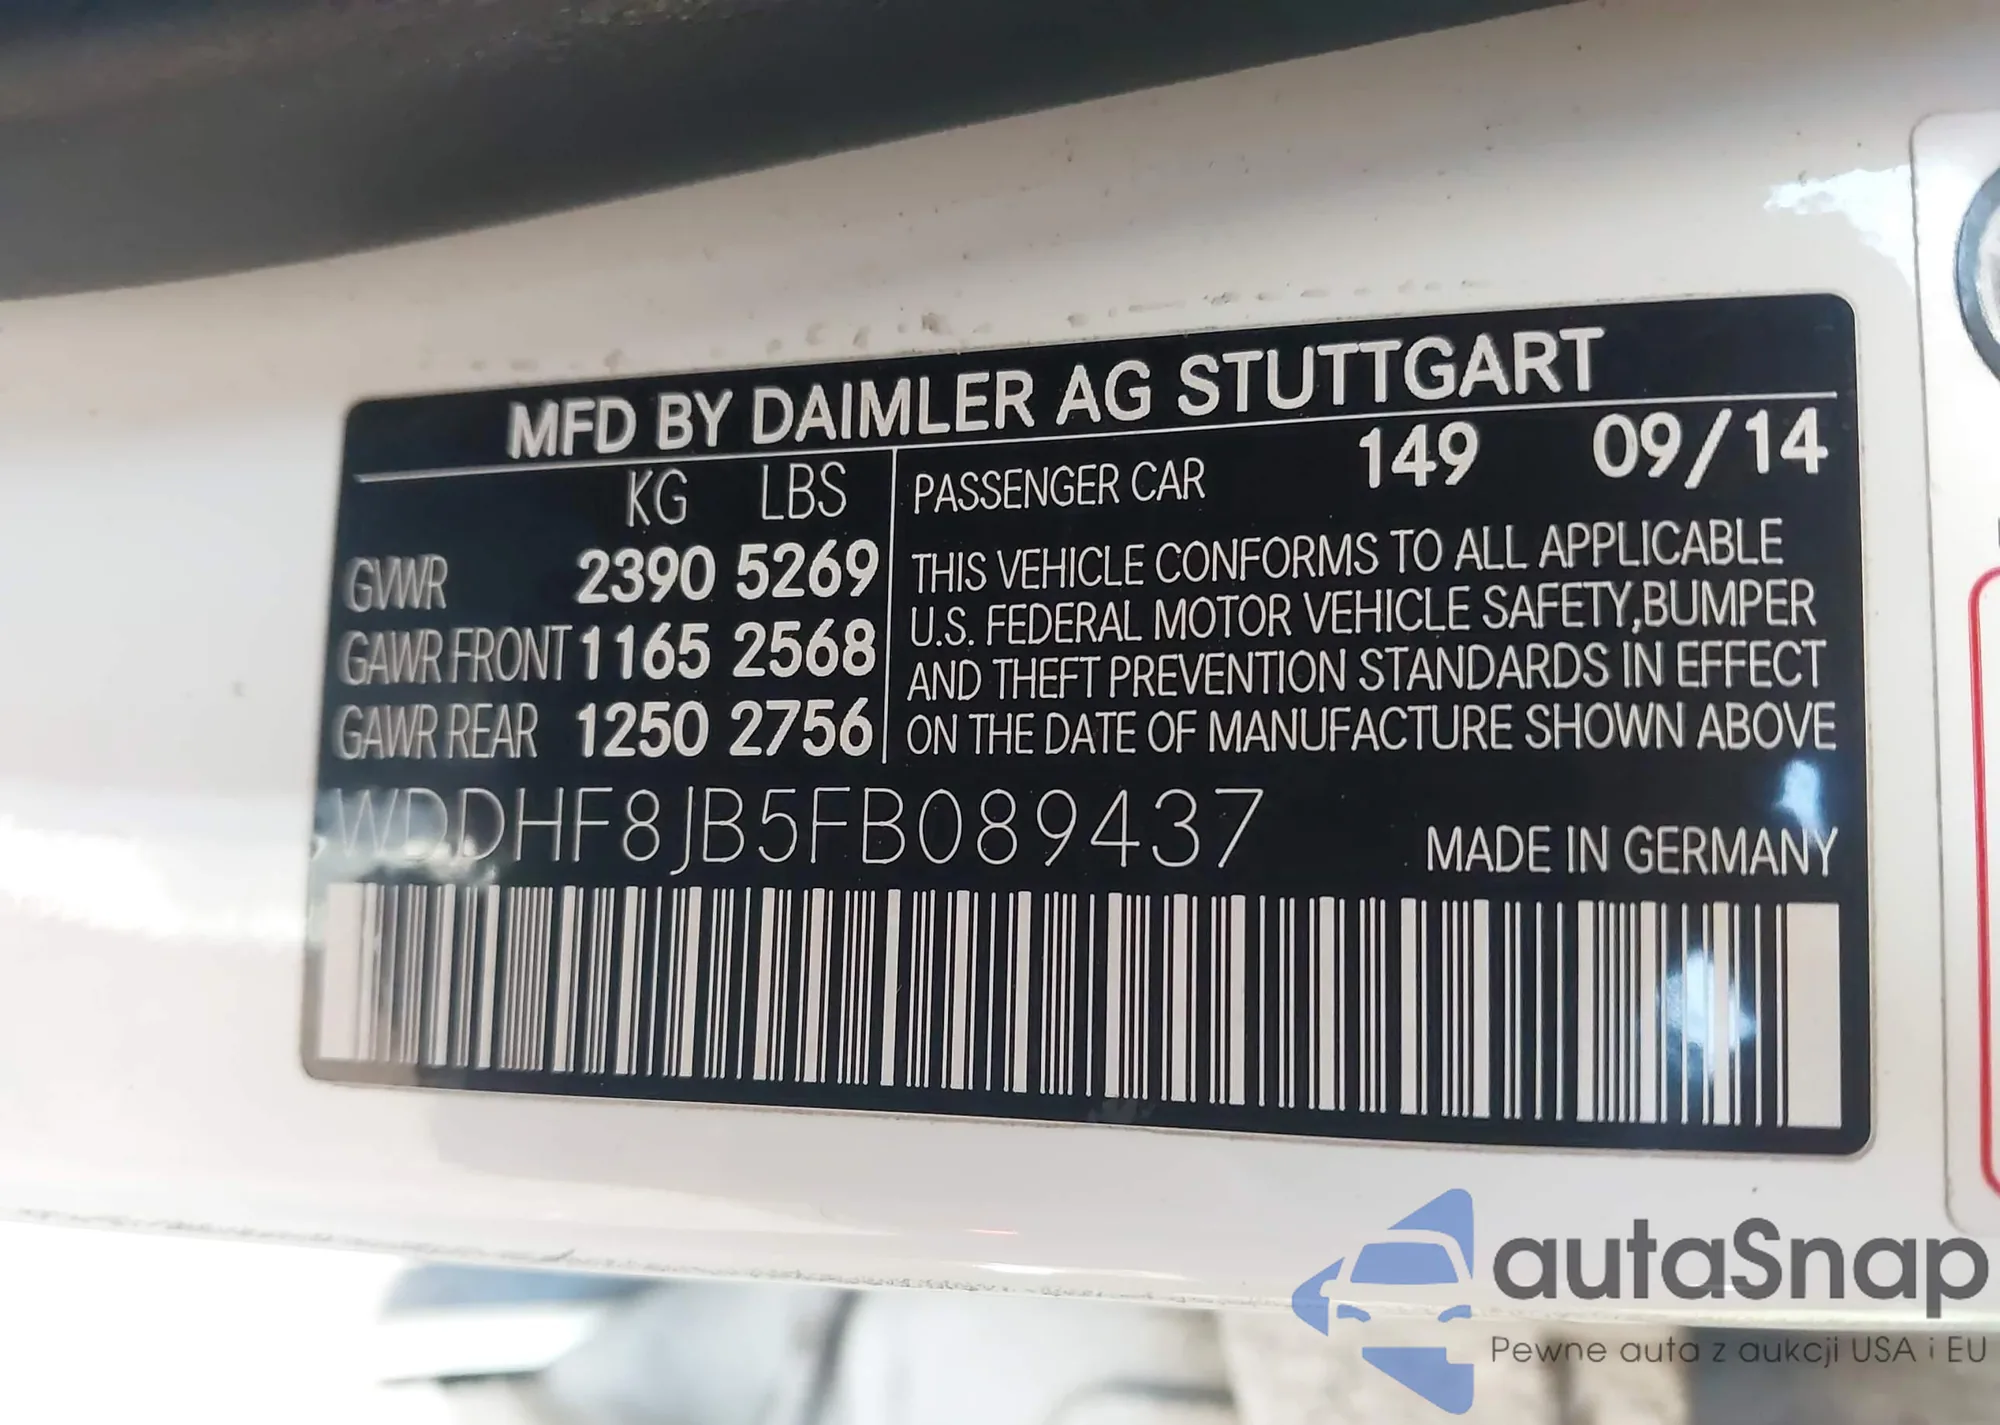 MFD BY DAIMLER AG STUTTGART
KG LBS
GVWR 2390 5269
GAWR FRONT 1165 2568
GAWR REAR 1250 2756
PASSENGER CAR 149 09/14
THIS VEHICLE CONFORMS TO ALL APPLICABLE
U.S. FEDERAL MOTOR VEHICLE SAFETY,BUMPER
AND THEFT PREVENTION STANDARDS IN EFFECT
ON THE DATE OF MANUFACTURE SHOWN ABOVE
WDDHF8JB5FB089437
MADE IN GERMANY
autaSnap
Pewne auta z aukcji USA i EU